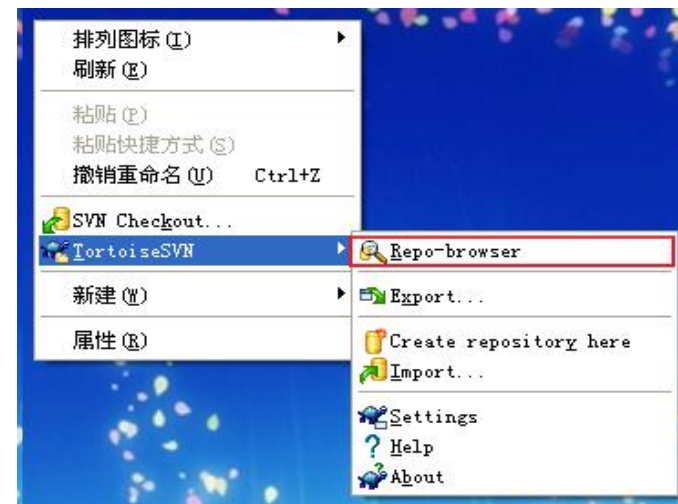 排列图标(I)
刷新(E)
粘贴(P)
粘贴快捷方式(S)
撤销重命名(U) Ctrl+Z
SVN Checkout...
TortoiseSVN
新建(W)
属性(R)
Repo-browser
Export...
Create repository here
Import...
Settings
Help
About